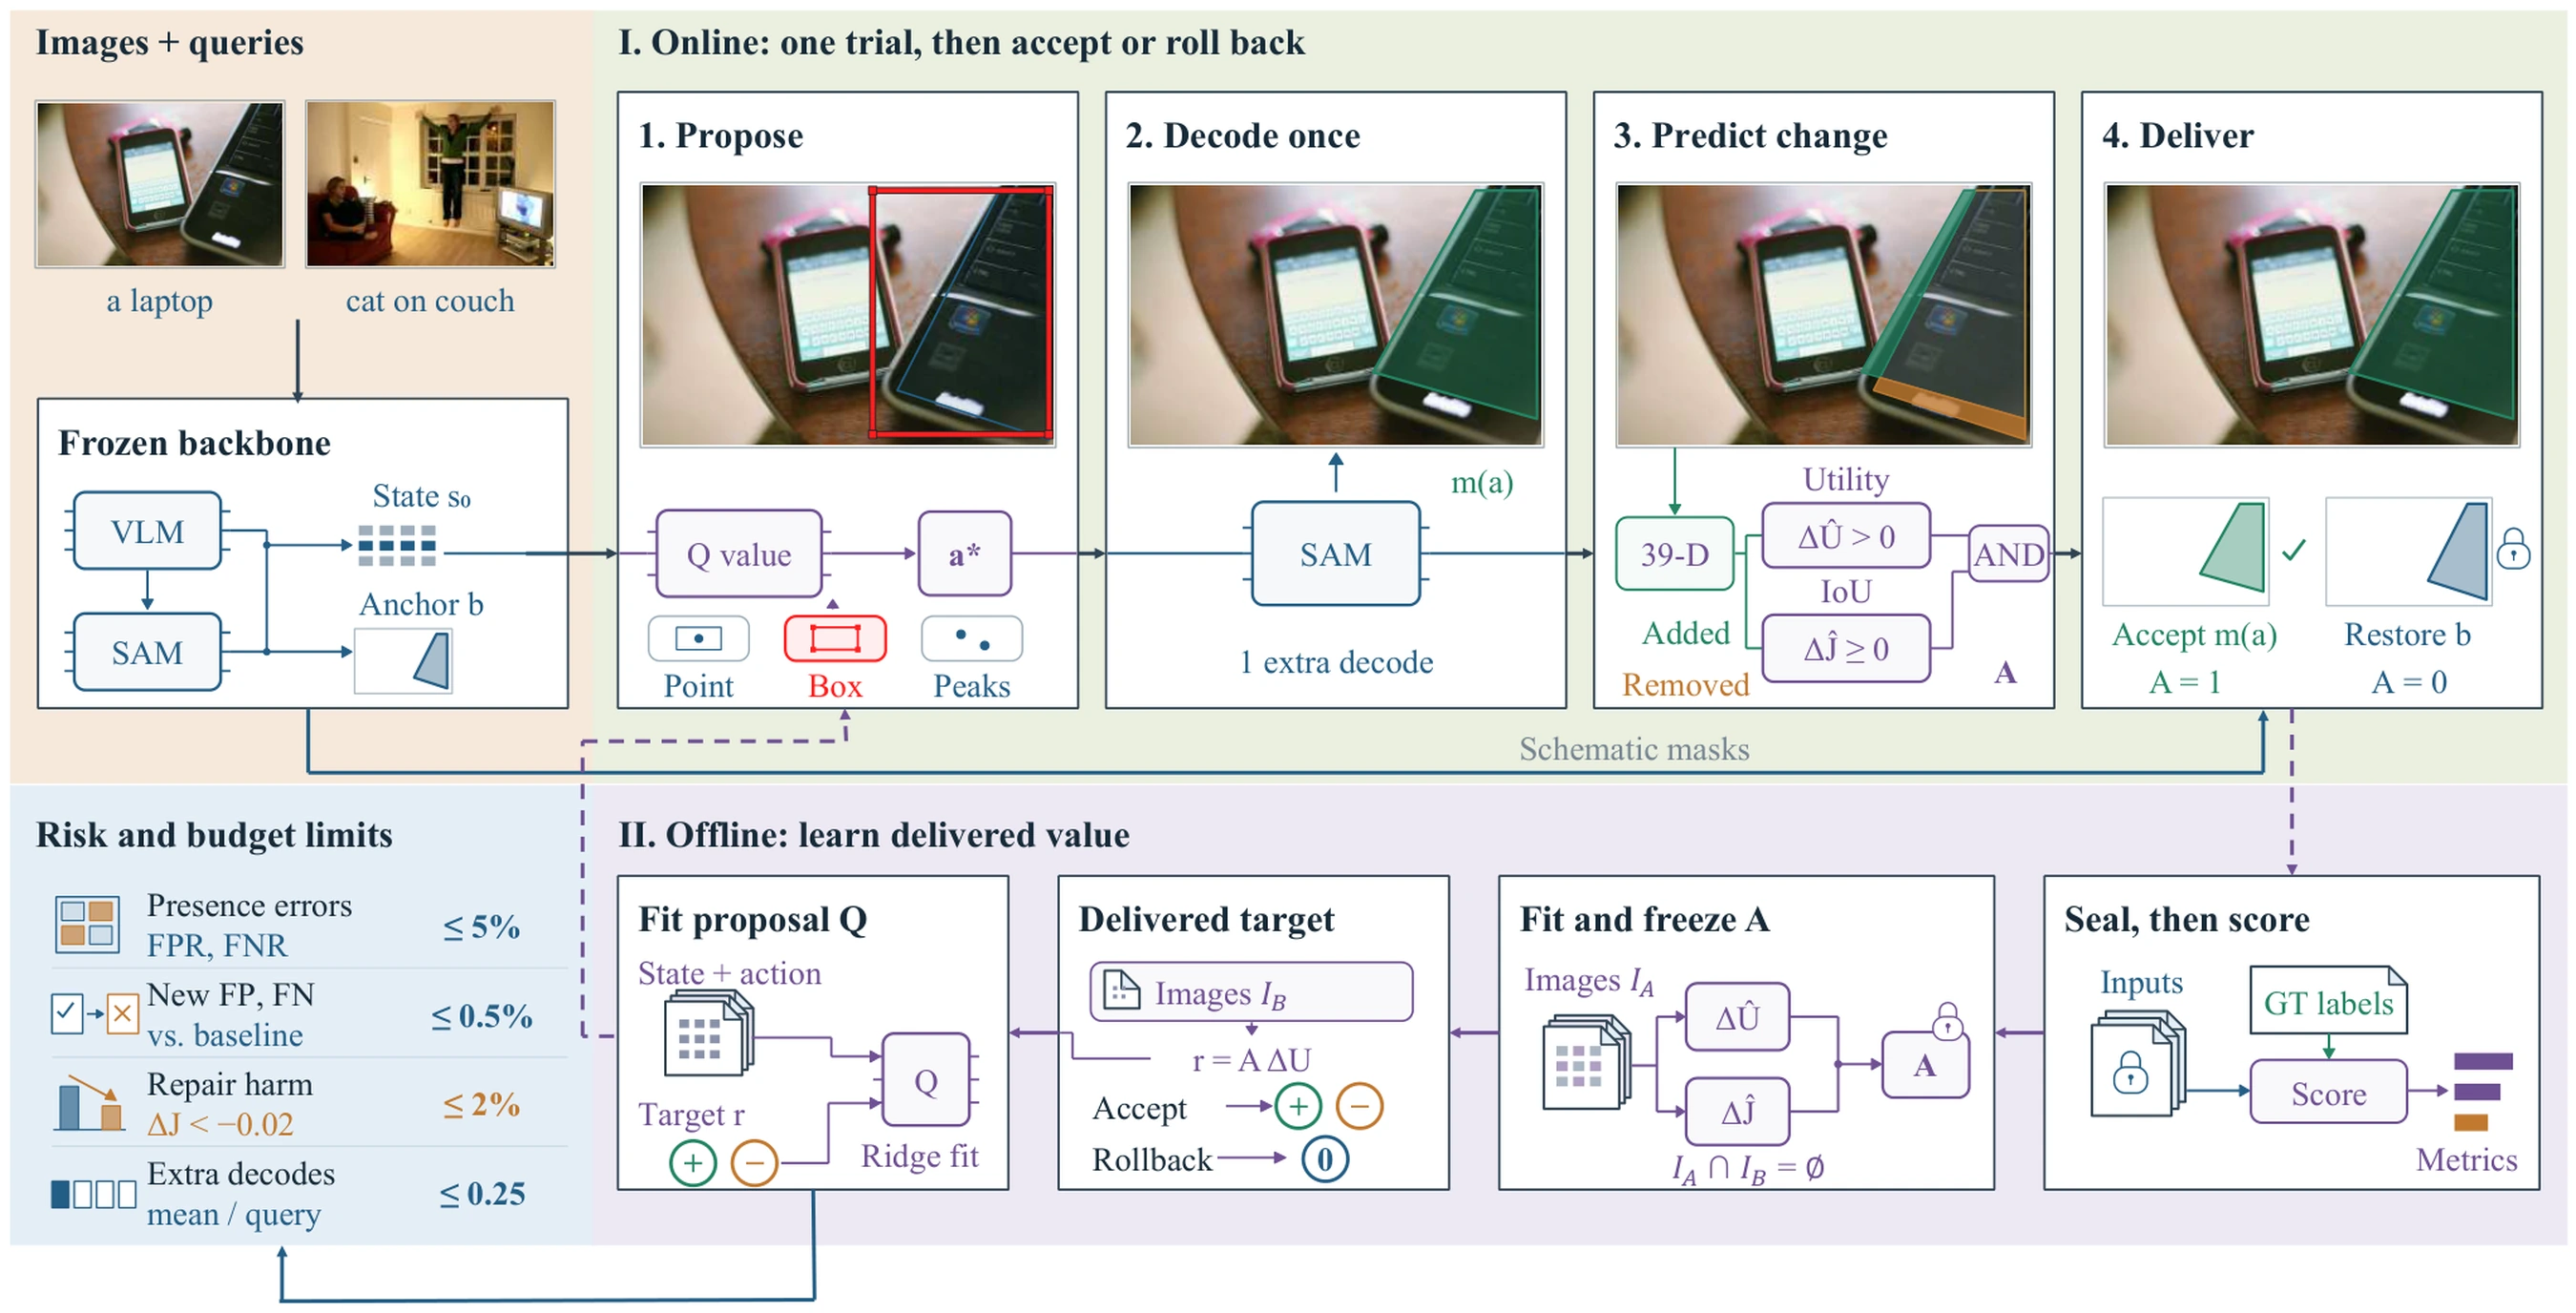 Images + queries
a laptop
cat on couch
Frozen backbone
VLM
SAM
State s₀
Anchor b
I. Online: one trial, then accept or roll back
1. Propose
Q value
a*
Point
Box
Peaks
2. Decode once
m(a)
SAM
1 extra decode
3. Predict change
Utility
39-D
ΔÛ > 0
IoU
AND
Added
ΔĴ ≥ 0
Removed
A
4. Deliver
Accept m(a)
A = 1
Restore b
A = 0
Schematic masks
Risk and budget limits
Presence errors
FPR, FNR
≤ 5%
New FP, FN
vs. baseline
≤ 0.5%
Repair harm
ΔJ < −0.02
≤ 2%
Extra decodes
mean / query
≤ 0.25
II. Offline: learn delivered value
Fit proposal Q
State + action
Q
Target r
Ridge fit
Delivered target
Images I_B
r = A ΔU
Accept
Rollback
0
Fit and freeze A
Images I_A
ΔÛ
A
ΔĴ
I_A ∩ I_B = ∅
Seal, then score
Inputs
GT labels
Score
Metrics